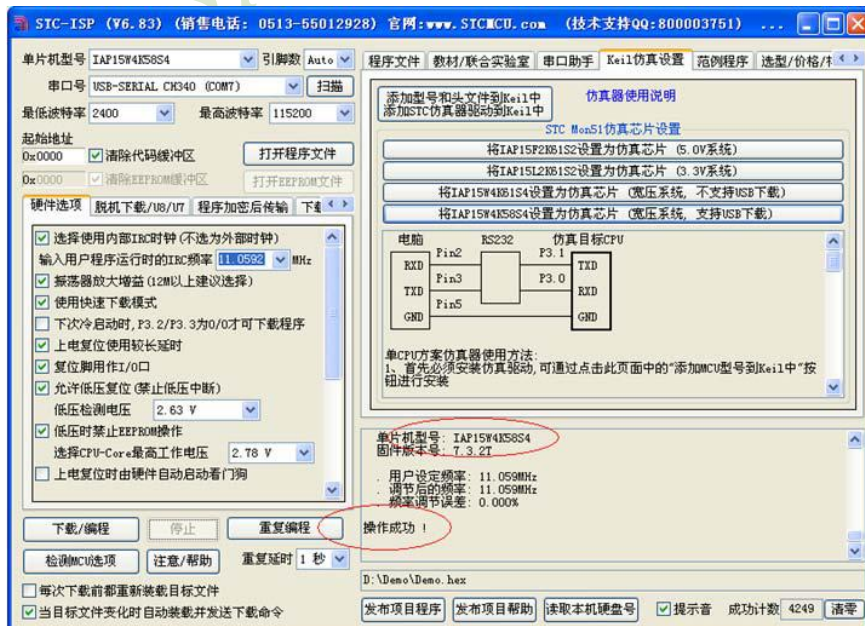 STC-ISP (V6.83) (销售电话: 0513-55012928) 官网:www.STCMCU.com (技术支持QQ:800003751) ...
单片机型号 IAP15W4K58S4 引脚数 Auto
串口号 USB-SERIAL CH340 (COM7) 扫描
最低波特率 2400 最高波特率 115200
起始地址
0x0000 清除代码缓冲区 打开程序文件
0x0000 清除EEPROM缓冲区 打开EEPROM文件
硬件选项 脱机下载/U8/U7 程序加密后传输
选择使用内部IRC时钟(不选为外部时钟)
输入用户程序运行时的IRC频率 11.0592 MHz
振荡器放大增益(12M以上建议选择)
使用快速下载模式
下次冷启动时,P3.2/P3.3为0/0才可下载程序
上电复位使用较长延时
复位脚用作I/O口
允许低压复位(禁止低压中断)
低压检测电压 2.63 V
低压时禁止EEPROM操作
选择CPU-Core最高工作电压 2.78 V
上电复位时由硬件自动启动看门狗
下载/编程 停止 重复编程
检测MCU选项 注意/帮助 重复延时 1 秒
每次下载前都重新装载目标文件
当目标文件变化时自动装载并发送下载命令
程序文件 教材/联合实验室 串口助手 Keil仿真设置 范例程序 选型/价格/
添加型号和头文件到Keil中
添加STC仿真器驱动到Keil中
仿真器使用说明
STC Mon51仿真芯片设置
将IAP15F2K61S2设置为仿真芯片 (5.0V系统)
将IAP15L2K61S2设置为仿真芯片 (3.3V系统)
将IAP15W4K61S4设置为仿真芯片 (宽压系统, 不支持USB下载)
将IAP15W4K58S4设置为仿真芯片 (宽压系统, 支持USB下载)
电脑 RS232 仿真目标CPU
Pin2 P3.1
RXD TXD
Pin3 P3.0
TXD RXD
Pin5
GND GND
单CPU方案仿真器使用方法:
1、首先必须安装仿真驱动,可通过点击此页面中的“添加MCU型号到Keil中”按
钮进行安装
单片机型号: IAP15W4K58S4
固件版本号: 7.3.2T
. 用户设定频率: 11.059MHz
. 调节后的频率: 11.059MHz
. 频率调节误差: 0.000%
操作成功 !
D:\Demo\Demo.hex
发布项目程序 发布项目帮助 读取本机硬盘号 提示音 成功计数 4249 清零